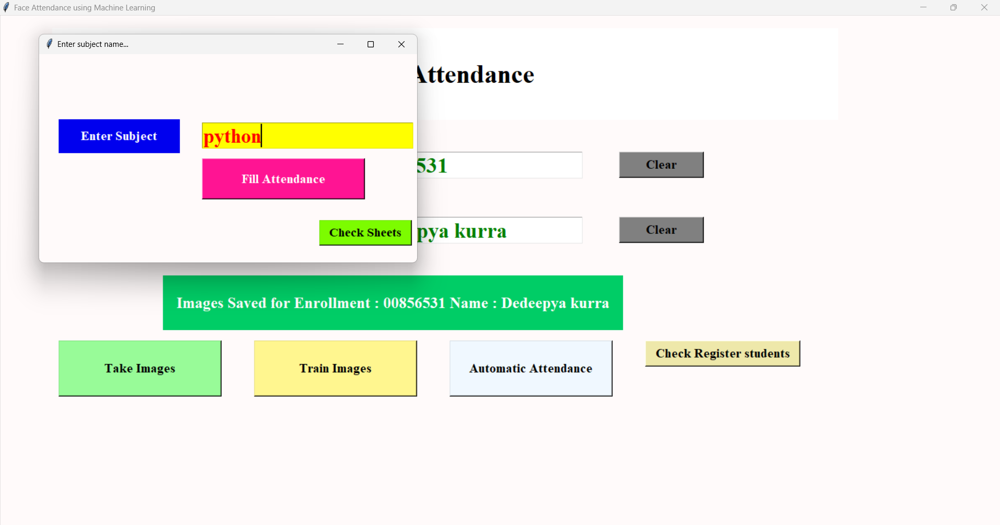 Face Attendance using Machine Learning
Enter subject name...
Attendance
Enter Subject
python
Fill Attendance
Check Sheets
531
Clear
pya kurra
Clear
Images Saved for Enrollment : 00856531 Name : Dedeepya kurra
Take Images
Train Images
Automatic Attendance
Check Register students